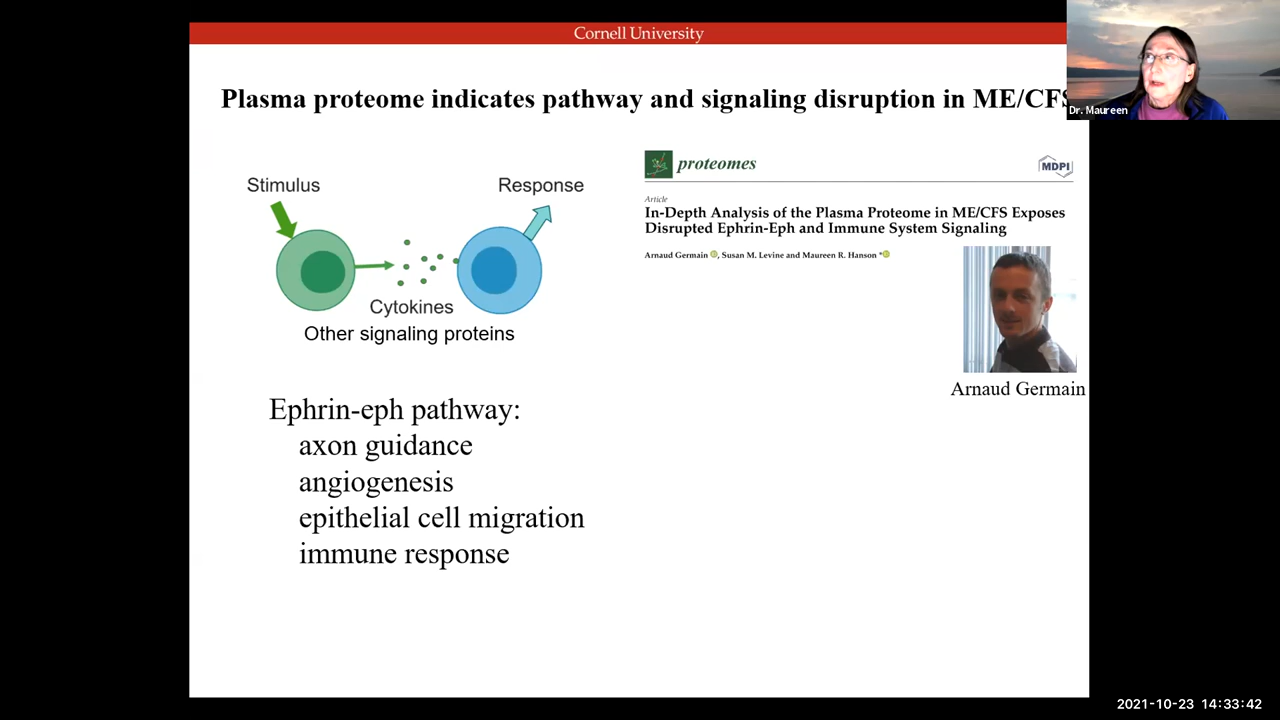 Cornell University
Plasma proteome indicates pathway and signaling disruption in ME/CFS
Dr. Maureen
Stimulus
Response
Cytokines
Other signaling proteins
proteomes
MDPI
Article
In-Depth Analysis of the Plasma Proteome in ME/CFS Exposes
Disrupted Ephrin-Eph and Immune System Signaling
Arnaud Germain , Susan M. Levine and Maureen R. Hanson *
Arnaud Germain
Ephrin-eph pathway:
axon guidance
angiogenesis
epithelial cell migration
immune response
2021-10-23 14:33:42